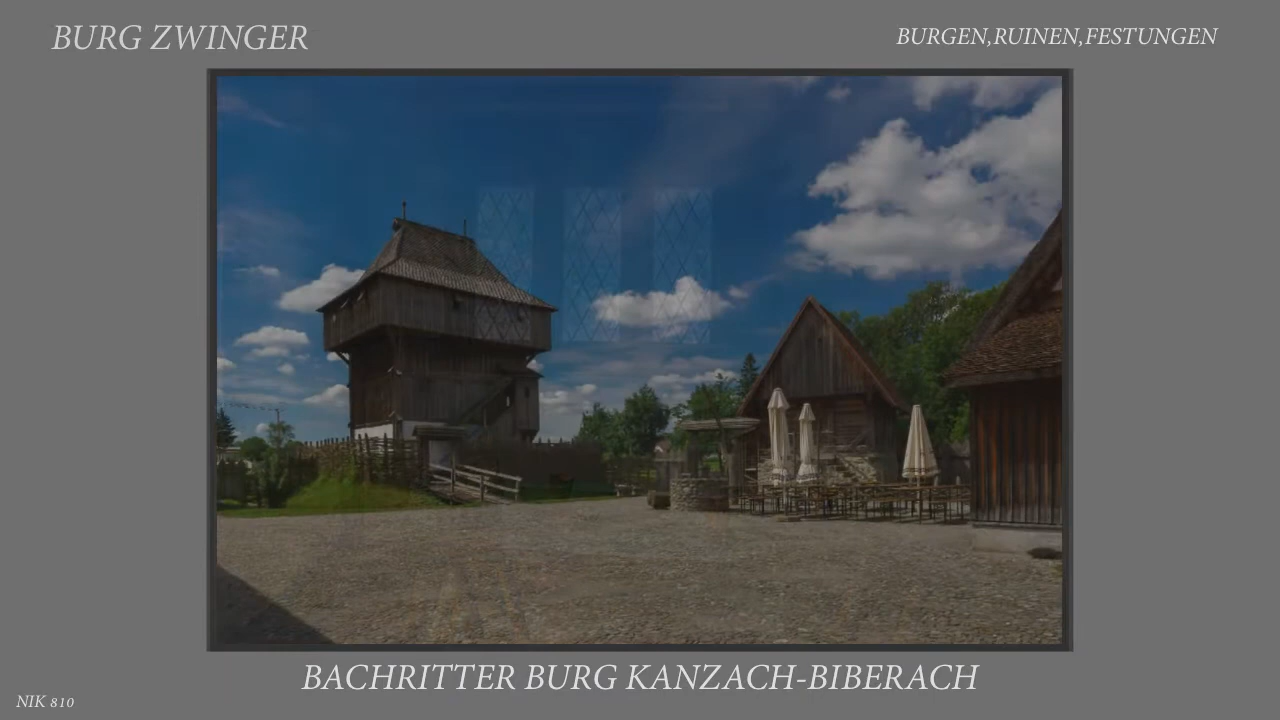 BURG ZWINGER
BURGEN,RUINEN,FESTUNGEN
BACHRITTER BURG KANZACH-BIBERACH
NIK 810